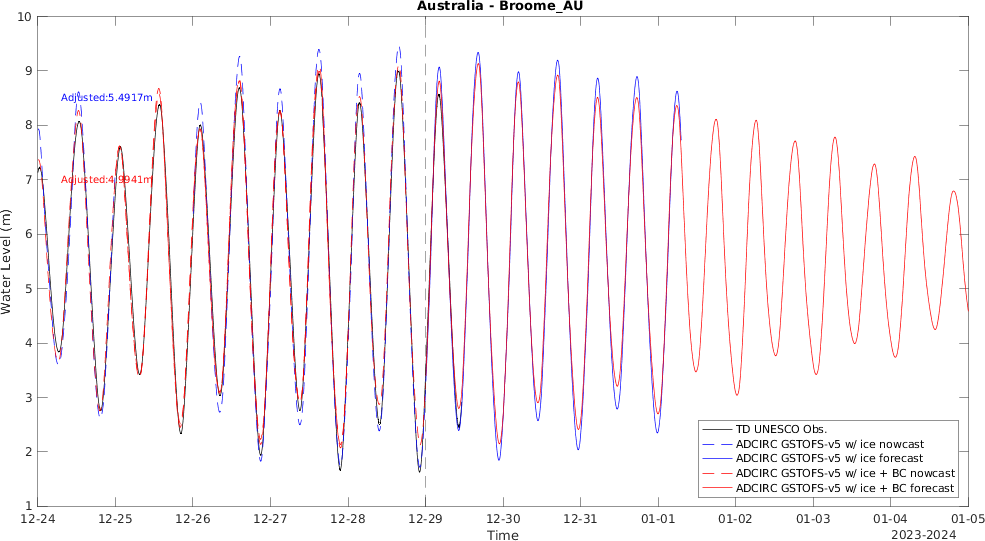 Australia - Broome_AU
10
9
8
7
6
5
4
3
2
1
Water Level (m)
Adjusted:5.4917m
Adjusted:4.9941m
TD UNESCO Obs.
ADCIRC GSTOFS-v5 w/ ice nowcast
ADCIRC GSTOFS-v5 w/ ice forecast
ADCIRC GSTOFS-v5 w/ ice + BC nowcast
ADCIRC GSTOFS-v5 w/ ice + BC forecast
12-24 12-25 12-26 12-27 12-28 12-29 12-30 12-31 01-01 01-02 01-03 01-04 01-05
Time
2023-2024